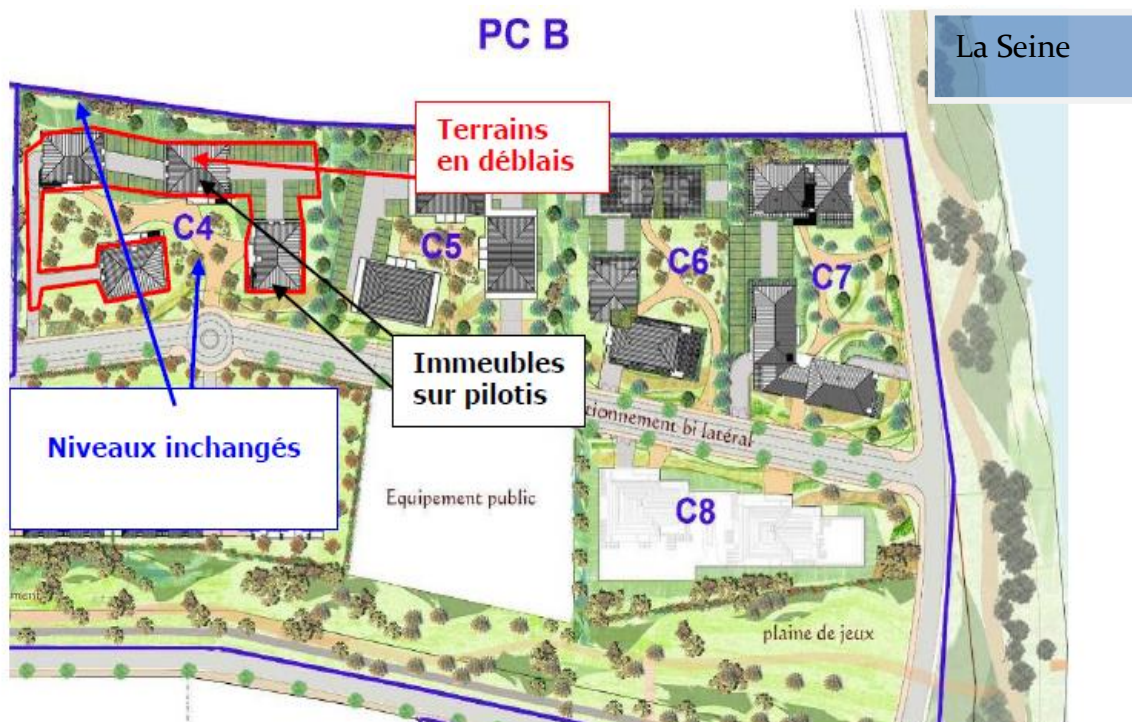 PC B
La Seine
Terrains
en déblais
C4
C5
C6
C7
Immeubles
sur pilotis
Niveaux inchangés
tionnement bi latéral
Equipement public
C8
plaine de jeux